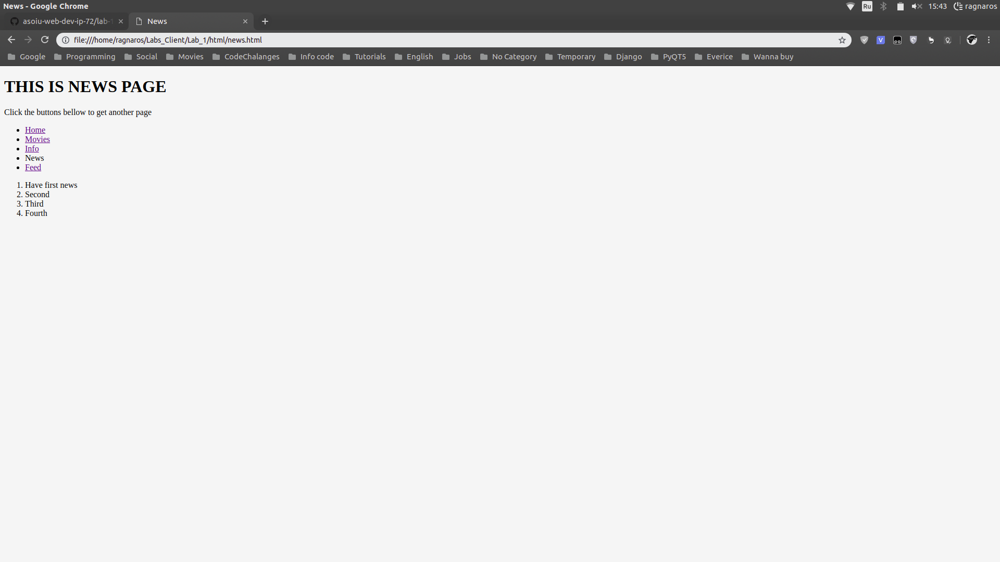 News - Google Chrome
Ru 15:43 ragnaros
asoiu-web-dev-ip-72/lab-1 News
file:///home/ragnaros/Labs_Client/Lab_1/html/news.html
Google Programming Social Movies CodeChalanges Info code Tutorials English Jobs No Category Temporary Django PyQT5 Everice Wanna buy
THIS IS NEWS PAGE
Click the buttons bellow to get another page
Home
Movies
Info
News
Feed
1. Have first news
2. Second
3. Third
4. Fourth